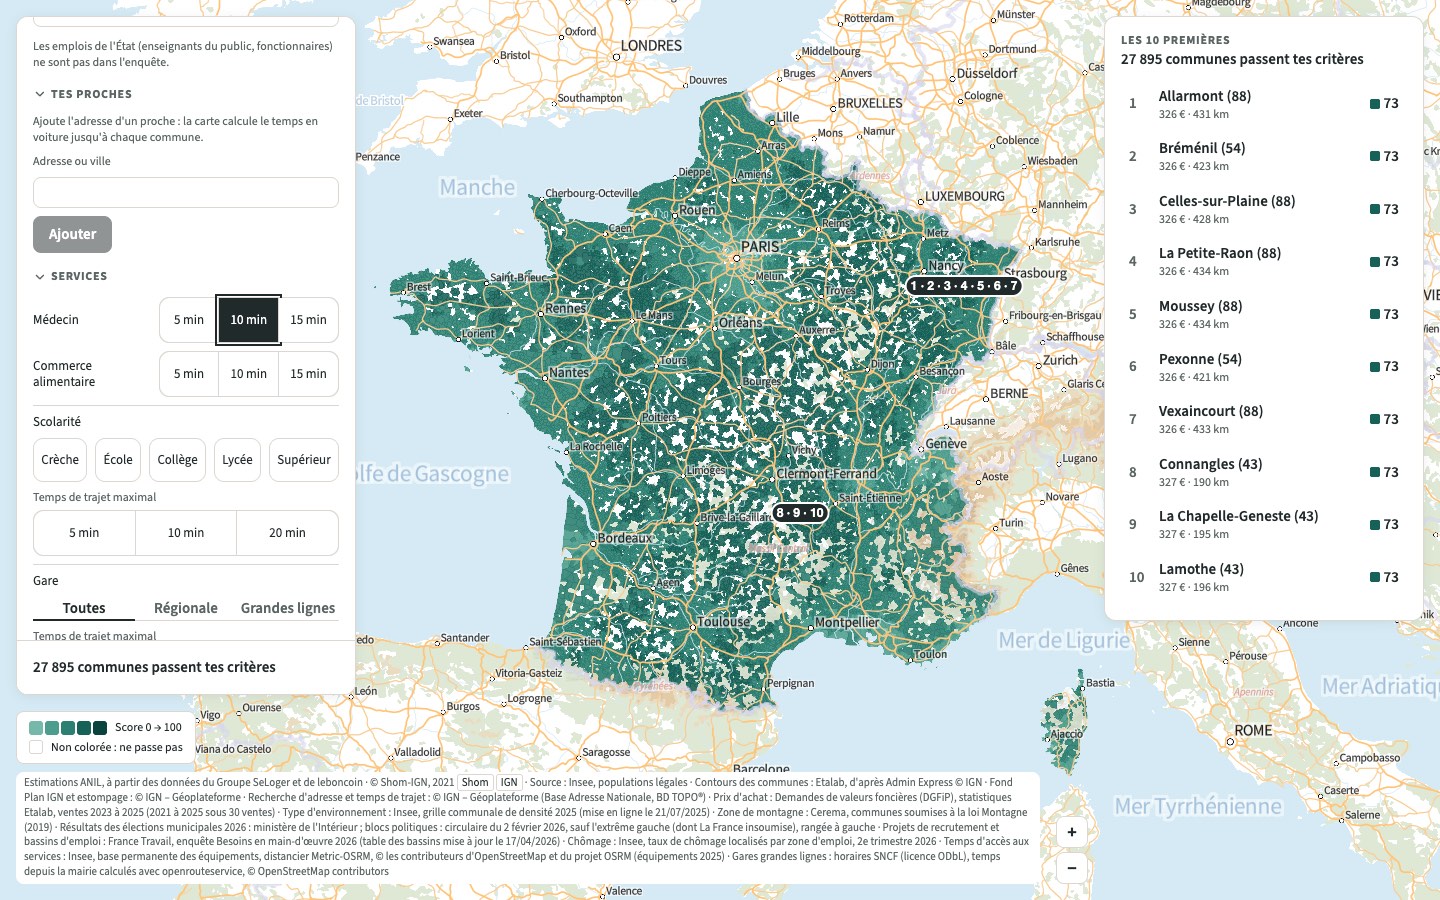 Les emplois de l'État (enseignants du public, fonctionnaires)
ne sont pas dans l'enquête.
TES PROCHES
Ajoute l'adresse d'un proche : la carte calcule le temps en
voiture jusqu'à chaque commune.
Adresse ou ville
Ajouter
SERVICES
Médecin
5 min
10 min
15 min
Commerce
alimentaire
5 min
10 min
15 min
Scolarité
Crèche
École
Collège
Lycée
Supérieur
Temps de trajet maximal
5 min
10 min
20 min
Gare
Toutes
Régionale
Grandes lignes
Temps de trajet maximal
27 895 communes passent tes critères
Score 0 → 100
Non colorée : ne passe pas
LES 10 PREMIÈRES
27 895 communes passent tes critères
1
Allarmont (88)
326 € · 431 km
73
2
Bréménil (54)
326 € · 423 km
73
3
Celles-sur-Plaine (88)
326 € · 428 km
73
4
La Petite-Raon (88)
326 € · 434 km
73
5
Moussey (88)
326 € · 434 km
73
6
Pexonne (54)
326 € · 421 km
73
7
Vexaincourt (88)
326 € · 433 km
73
8
Connangles (43)
327 € · 190 km
73
9
La Chapelle-Geneste (43)
327 € · 195 km
73
10
Lamothe (43)
327 € · 196 km
73
Magdebourg
Rotterdam
Münster
Swansea
Oxford
LONDRES
Bristol
Middelbourg
Dortmund
Douvres
Bruges
Anvers
Düsseldorf
de Bristol
Southampton
BRUXELLES
Cologne
Exeter
Lille
Mons
Namur
Coblence
Penzance
Arras
Wiesbaden
Manche
Dieppe
Amiens
Ardennes
Cherbourg-Octeville
LUXEMBOURG
Mannheim
Rouen
Caen
Reims
Metz
Karlsruhe
PARIS
Nancy
Strasbourg
Melun
Saint-Brieuc
Brest
Troyes
1 · 2 · 3 · 4 · 5 · 6 · 7
Rennes
Le Mans
Orléans
Auxerre
Fribourg-en-Brisgau
Lorient
Schaffhouse
Bâle
Tours
Dijon
Besançon
Zurich
Nantes
Bourges
Glaris
BERNE
Poitiers
Lausanne
La Rochelle
Genève
Vichy
Lugano
Golfe de Gascogne
Limoges
Clermont-Ferrand
Aoste
Saint-Étienne
Novare
Brive-la-Gaillarde
8 · 9 · 10
Turin
Bordeaux
Gênes
Agen
Toulouse
Montpellier
Ancône
Santander
Saint-Sébastien
Mer de Ligurie
Sienne
Toulon
Pérouse
Vitoria-Gasteiz
Pyrénées
Perpignan
Bastia
Mer Adriatiq
León
Logrogne
Apennins
Ourense
Burgos
Vigo
ROME
Ajaccio
Viana do Castelo
Valladolid
Saragosse
Campobasso
Barcelone
Caserte
Mer Tyrrhénienne
Salerne
Valence
Estimations ANIL, à partir des données du Groupe SeLoger et de leboncoin · © Shom-IGN, 2021 Shom IGN · Source : Insee, populations légales · Contours des communes : Etalab, d'après Admin Express © IGN · Fond
Plan IGN et estompage : © IGN – Géoplateforme · Recherche d'adresse et temps de trajet : © IGN – Géoplateforme (Base Adresse Nationale, BD TOPO®) · Prix d'achat : Demandes de valeurs foncières (DGFiP), statistiques
Etalab, ventes 2023 à 2025 (2021 à 2025 sous 30 ventes) · Type d'environnement : Insee, grille communale de densité 2025 (mise en ligne le 21/07/2025) · Zone de montagne : Cerema, communes soumises à la loi Montagne
(2019) · Résultats des élections municipales 2026 : ministère de l'Intérieur ; blocs politiques : circulaire du 2 février 2026, sauf l'extrême gauche (dont La France insoumise), rangée à gauche · Projets de recrutement et
bassins d'emploi : France Travail, enquête Besoins en main-d'œuvre 2026 (table des bassins mise à jour le 17/04/2026) · Chômage : Insee, taux de chômage localisés par zone d'emploi, 2e trimestre 2026 · Temps d'accès aux
services : Insee, base permanente des équipements, distancier Metric-OSRM, © les contributeurs d'OpenStreetMap et du projet OSRM (équipements 2025) · Gares grandes lignes : horaires SNCF (licence ODbL), temps
depuis la mairie calculés avec openrouteservice, © OpenStreetMap contributors
+
−